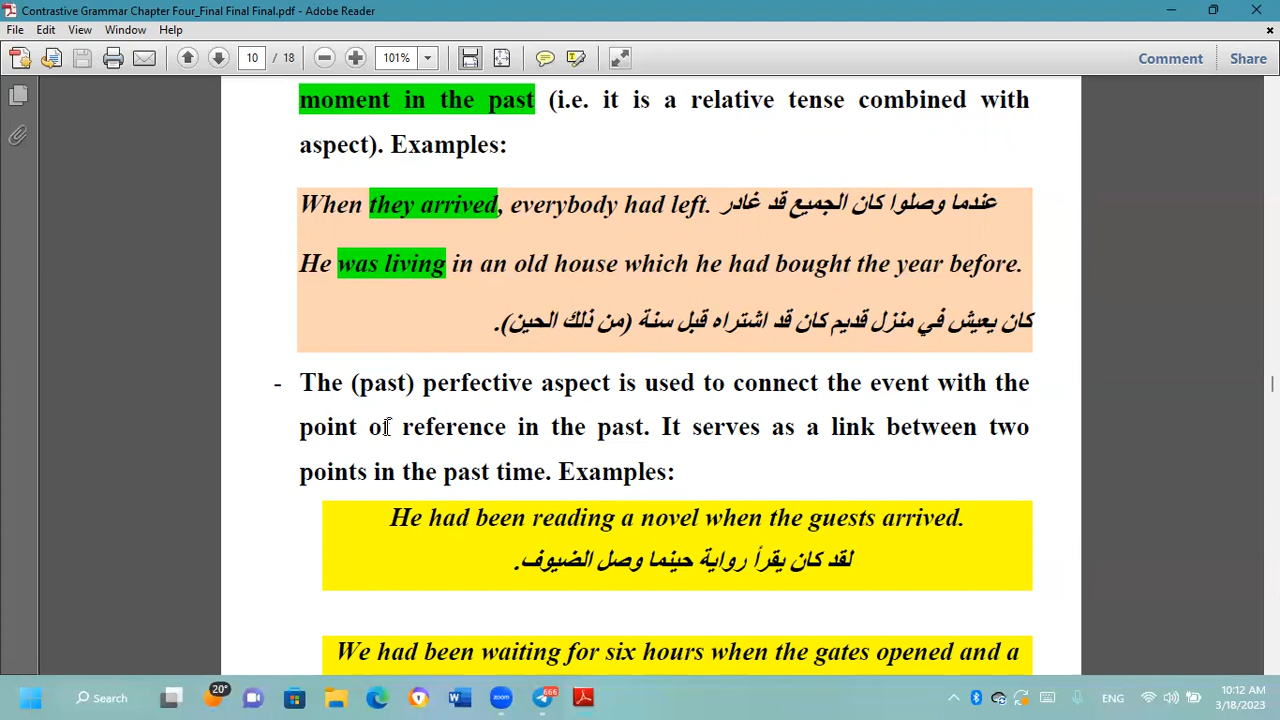 Contrastive Grammar Chapter Four_Final Final Final.pdf - Adobe Reader
File Edit View Window Help
10 / 18 101% Comment Share
moment in the past (i.e. it is a relative tense combined with
aspect). Examples:
When they arrived, everybody had left. عندما وصلوا كان الجميع قد غادر
He was living in an old house which he had bought the year before.
كان يعيش في منزل قديم كان قد اشتراه قبل سنة (من ذلك الحين).
- The (past) perfective aspect is used to connect the event with the
point of reference in the past. It serves as a link between two
points in the past time. Examples:
He had been reading a novel when the guests arrived.
لقد كان يقرأ رواية حينما وصل الضيوف.
We had been waiting for six hours when the gates opened and a
Search 20° zoom 666 ENG 10:12 AM
3/18/2023